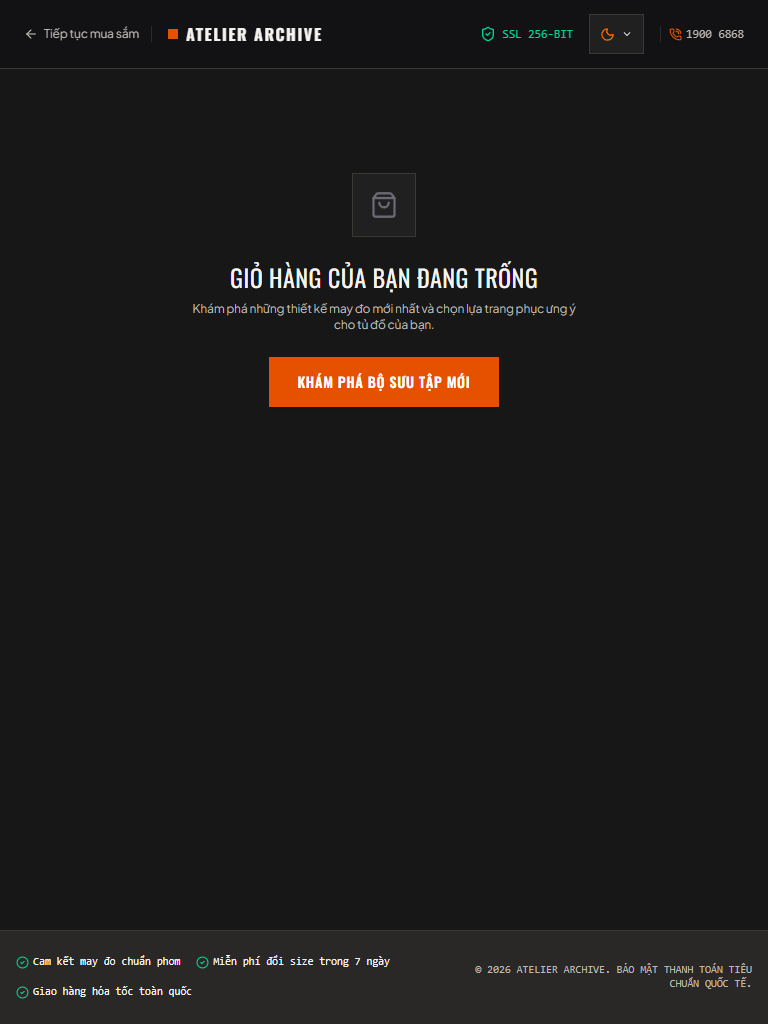 Tiếp tục mua sắm
ATELIER ARCHIVE
SSL 256-BIT
1900 6868
GIỎ HÀNG CỦA BẠN ĐANG TRỐNG
Khám phá những thiết kế may đo mới nhất và chọn lựa trang phục ưng ý
cho tủ đồ của bạn.
KHÁM PHÁ BỘ SƯU TẬP MỚI
Cam kết may đo chuẩn phom
Miễn phí đổi size trong 7 ngày
Giao hàng hỏa tốc toàn quốc
© 2026 ATELIER ARCHIVE. BẢO MẬT THANH TOÁN TIÊU
CHUẨN QUỐC TẾ.